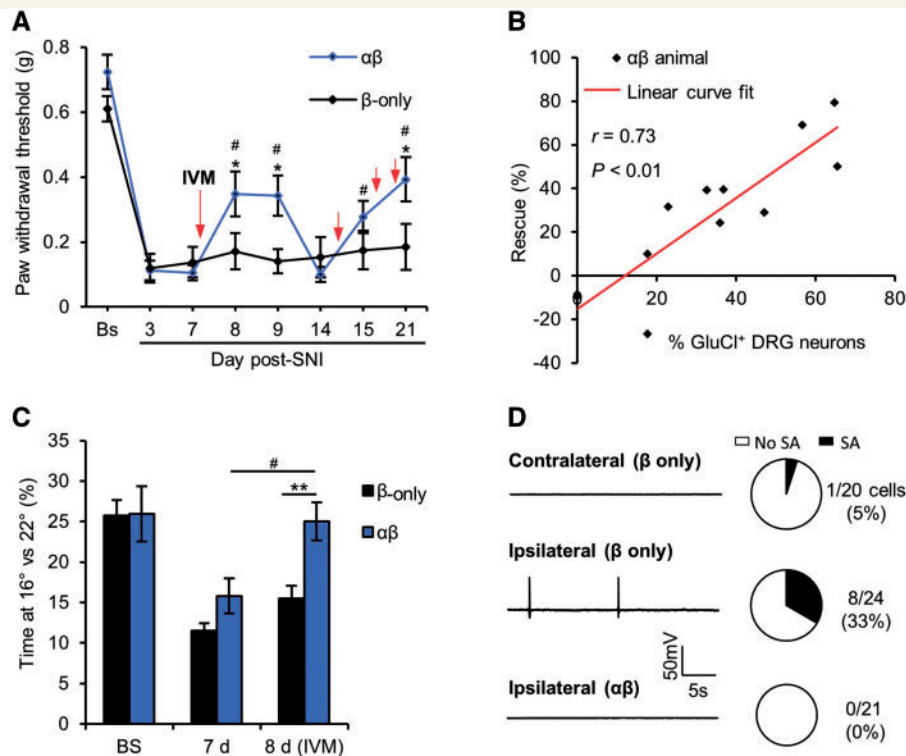 A
Paw withdrawal threshold (g)
0.8
0.6
0.4
0.2
0
αβ
β-only
IVM
#
*
#
*
#
#
*
Bs 3 7 8 9 14 15 21
Day post-SNI
B
Rescue (%)
100
80
60
40
20
0
-20
-40
αβ animal
Linear curve fit
r = 0.73
P < 0.01
20 40 60 80
% GluCl⁺ DRG neurons
C
Time at 16° vs 22° (%)
35
30
25
20
15
10
5
0
#
**
β-only
αβ
BS 7 d 8 d (IVM)
D
No SA SA
Contralateral (β only)
1/20 cells
(5%)
Ipsilateral (β only)
8/24
(33%)
50mV
5s
Ipsilateral (αβ)
0/21
(0%)